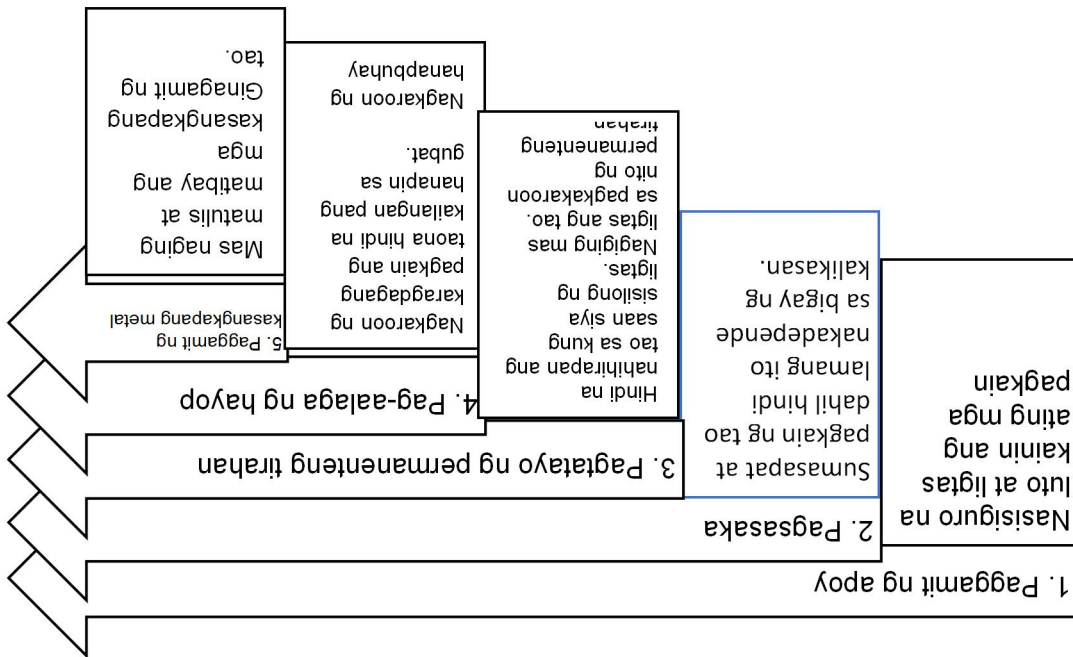 1. Paggamit ng apoy
Nasisiguro na
luto at ligtas
kainin ang
ating mga
pagkain
2. Pagsasaka
Sumasapat at
pagkain ng tao
dahil hindi
lamang ito
nakadepende
sa bigay ng
kalikasan.
3. Pagtatayo ng permanenteng tirahan
Hindi na
nahihirapan ang
tao sa kung
saan siya
sisilong ng
ligtas.
Nagiging mas
ligtas ang tao.
sa pagkakaroon
nito ng
permanenteng
tirahan
4. Pag-aalaga ng hayop
Nagkaroon ng
karagdagang
pagkain ang
taona hindi na
kailangan pang
hanapin sa
gubat.
Nagkaroon ng
hanapbuhay
5. Paggamit ng
kasangkapang metal
Mas naging
matulis at
matibay ang
mga
kasangkapang
Ginagamit ng
tao.